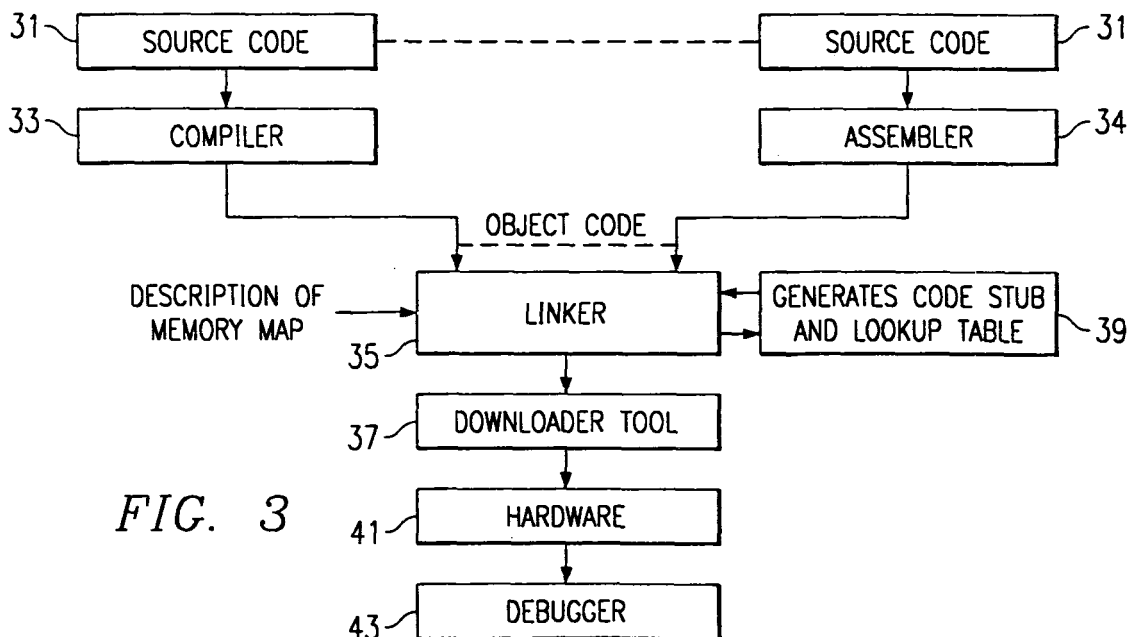 31 SOURCE CODE SOURCE CODE 31
33 COMPILER ASSEMBLER 34
OBJECT CODE
DESCRIPTION OF
MEMORY MAP
LINKER
35
GENERATES CODE STUB
AND LOOKUP TABLE
39
37 DOWNLOADER TOOL
FIG. 3
41 HARDWARE
43 DEBUGGER